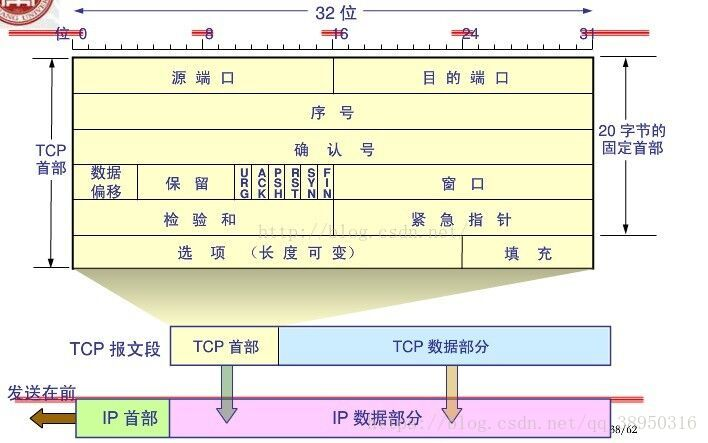 32 位
位 0 8 16 24 31
源 端 口 目 的 端 口
序 号
TCP
首部
20 字节的
固定首部
确 认 号
数据
偏移
保 留
URG
ACK
PSH
RST
SYN
FIN
窗 口
检 验 和 紧 急 指 针
http://blog.csdn.net/
选 项 (长 度 可 变) 填 充
TCP 报文段 TCP 首部 TCP 数据部分
发送在前
IP 首部 IP 数据部分
https://blog.csdn.net/qq_38950316
38/62